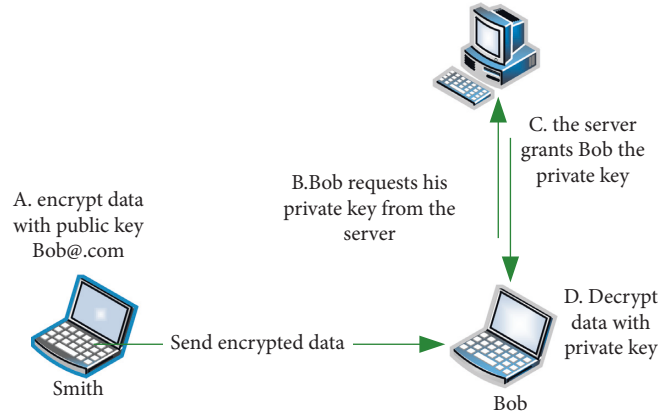 C. the server
grants Bob the
private key
B.Bob requests his
private key from the
server
A. encrypt data
with public key
Bob@.com
D. Decrypt
data with
private key
Send encrypted data
Smith
Bob